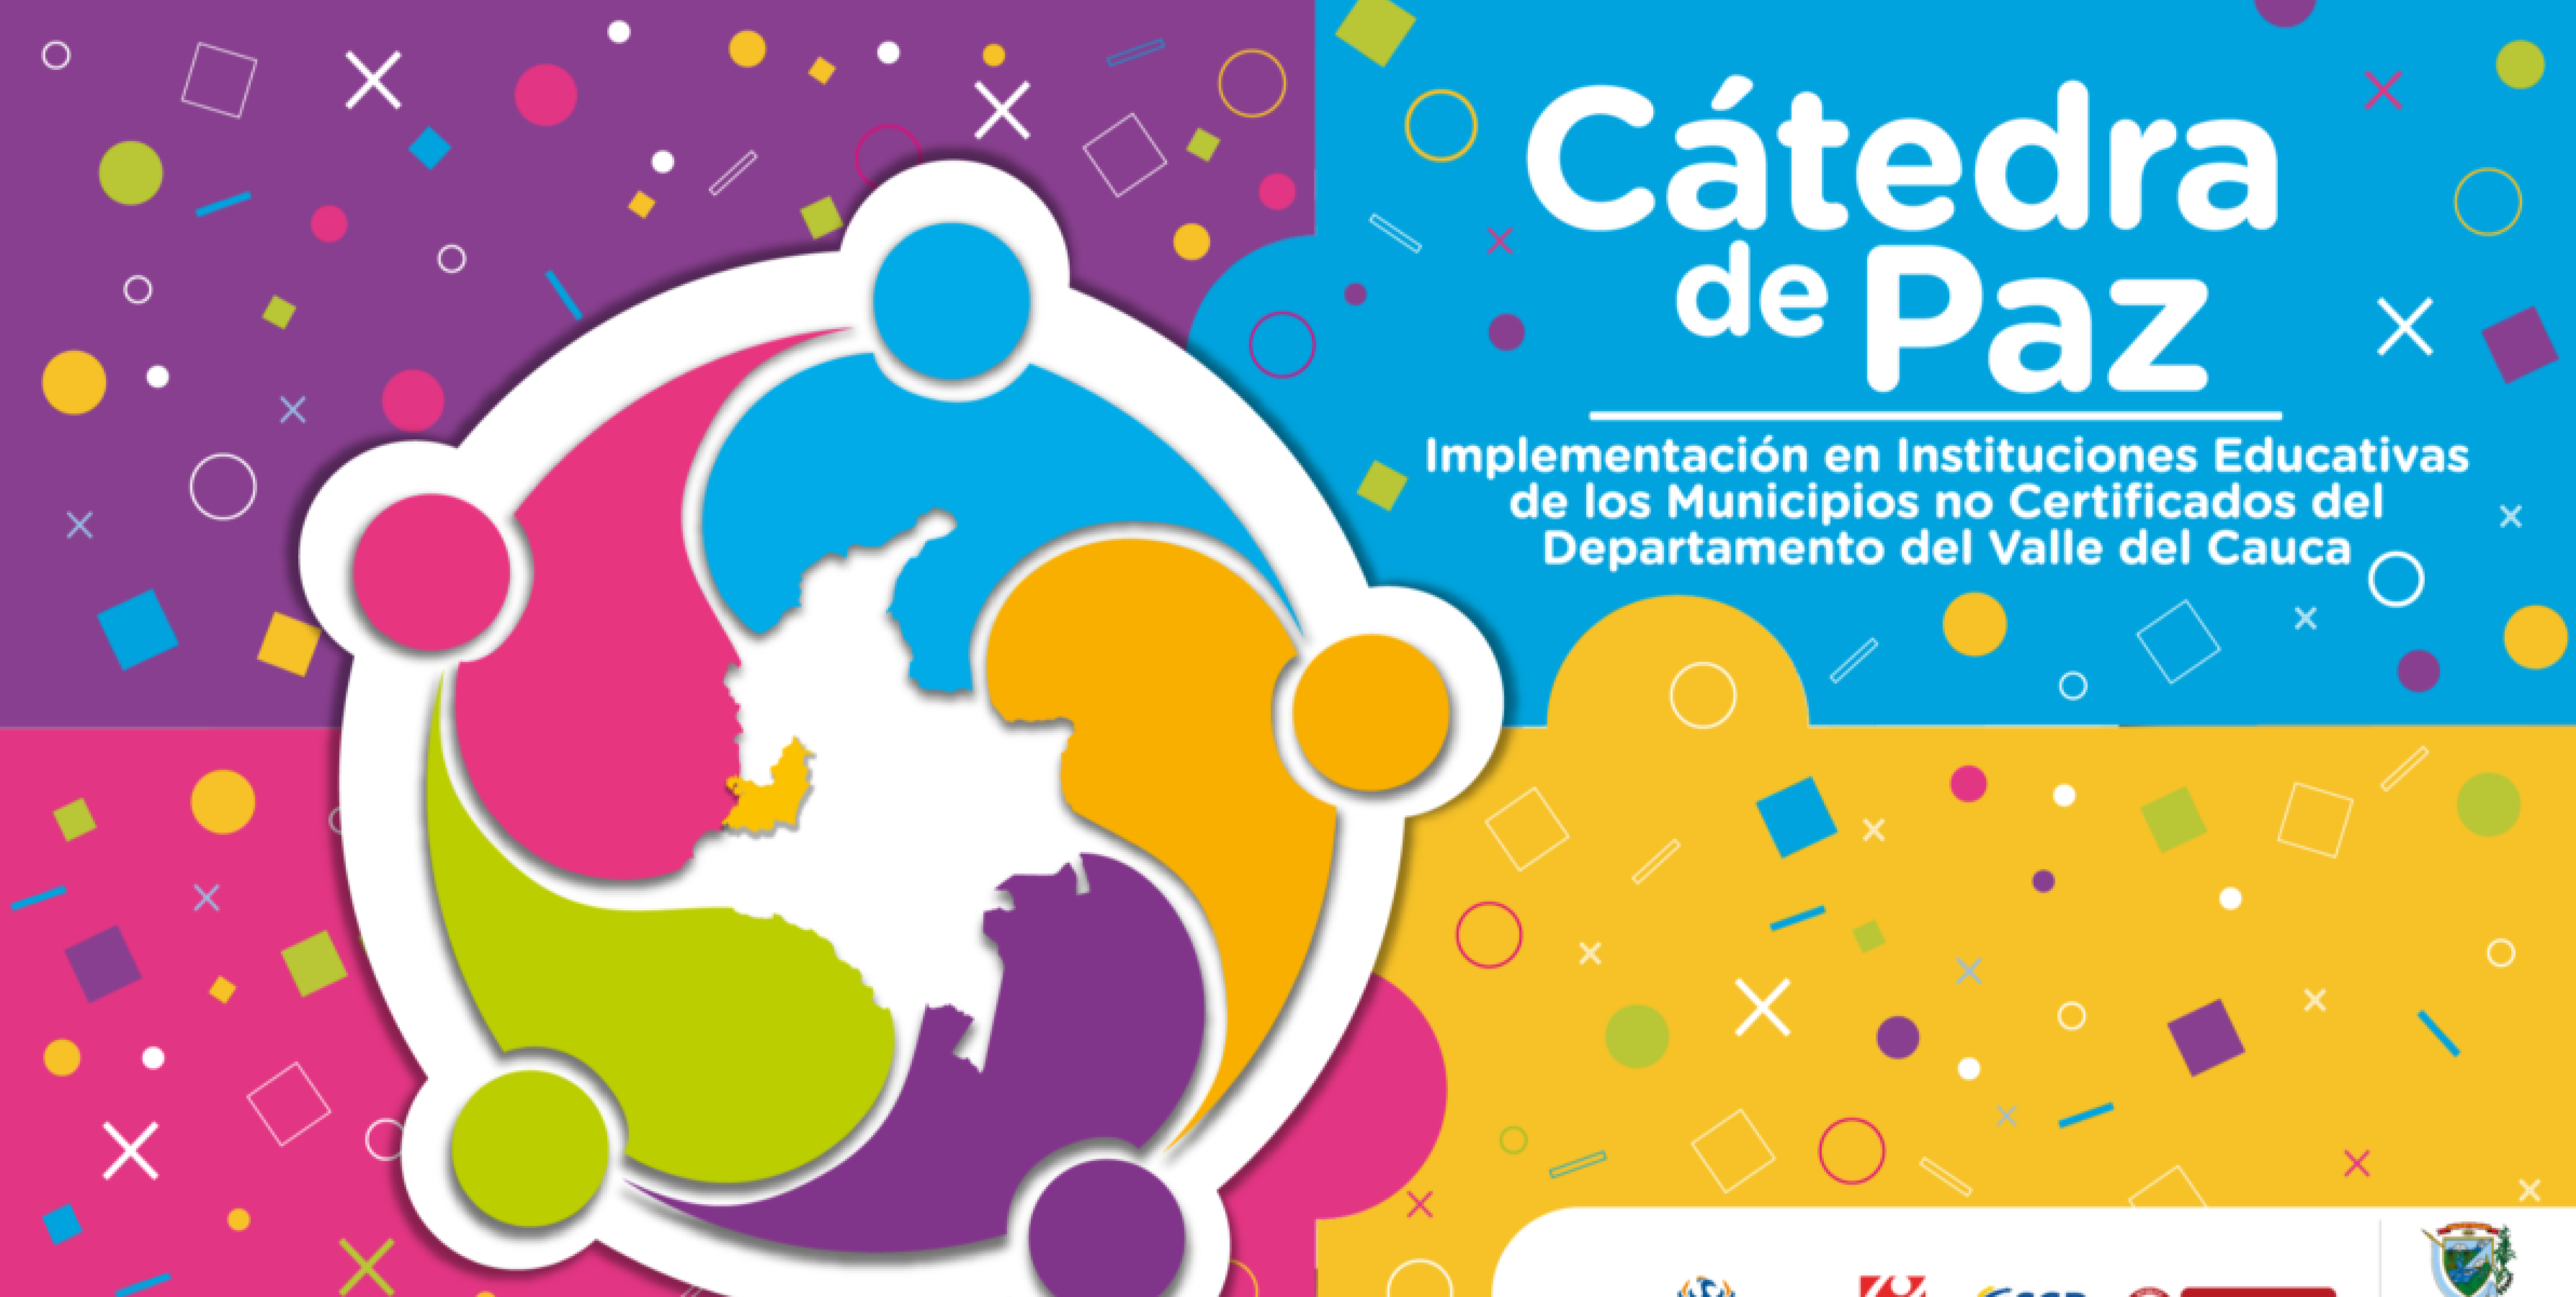 Cátedra
de Paz
Implementación en Instituciones Educativas
de los Municipios no Certificados del
Departamento del Valle del Cauca